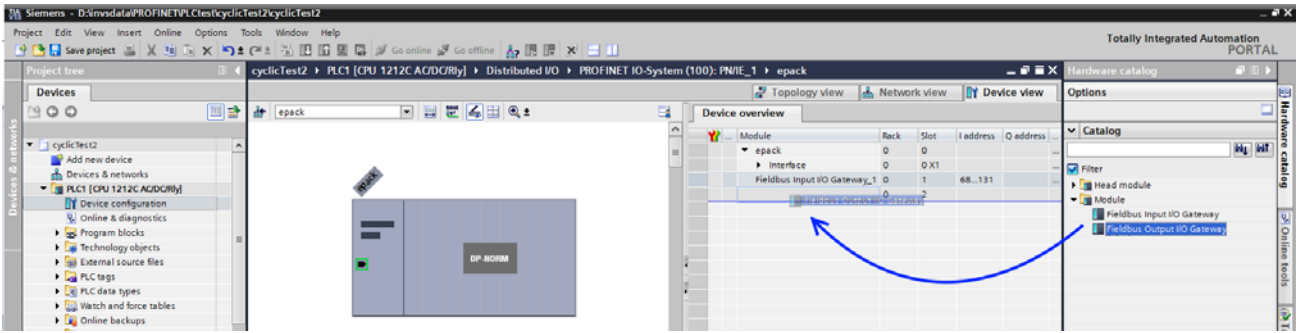 Siemens - D:\invsdata\PROFINET\PLCtest\cyclicTest2\cyclicTest2
Project Edit View Insert Online Options Tools Window Help
Totally Integrated Automation
PORTAL
Save project
Go online Go offline
Project tree
cyclicTest2 PLC1 [CPU 1212C AC/DC/Rly] Distributed I/O PROFINET IO-System (100): PN/IE_1 epack
Hardware catalog
Devices
Topology view Network view Device view
Options
epack
Device overview
Module Rack Slot I address Q address
Catalog
cyclicTest2
Add new device
Devices & networks
PLC1 [CPU 1212C AC/DC/Rly]
Device configuration
Online & diagnostics
Program blocks
Technology objects
External source files
PLC tags
PLC data types
Watch and force tables
Online backups
epack
DP-NORM
epack 0 0
Interface 0 0 X1
Fieldbus Input I/O Gateway_1 0 1 68...131
0 2
Fieldbus Output I/O Gateway
Filter
Head module
Module
Fieldbus Input I/O Gateway
Fieldbus Output I/O Gateway
Devices & networks
Hardware catalog
Online tools